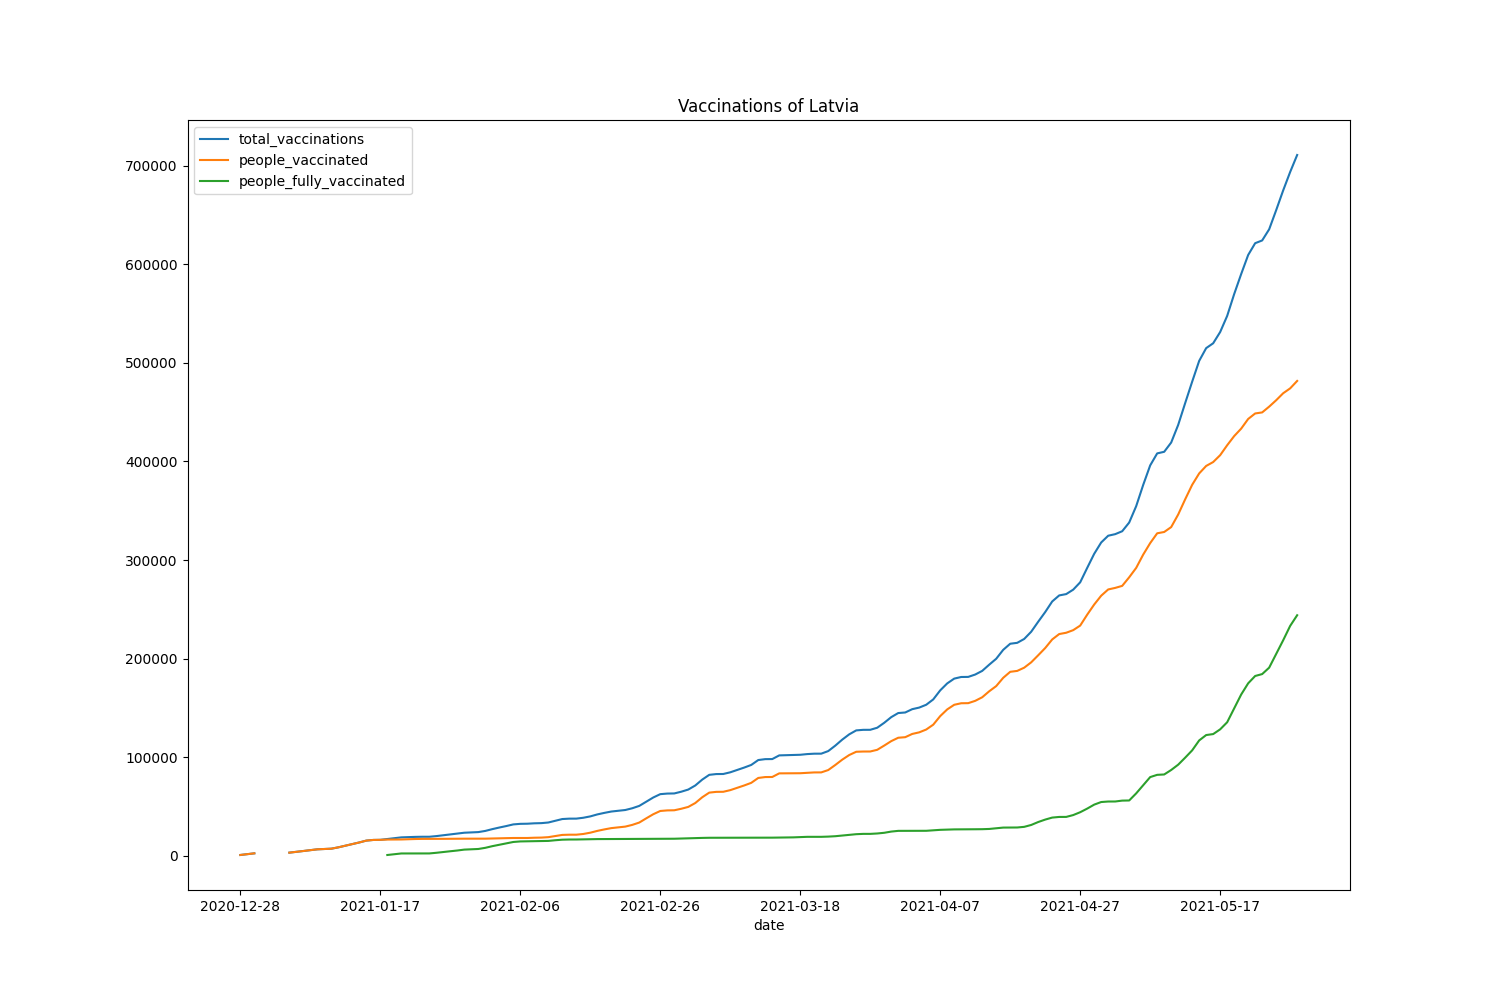 Vaccinations of Latvia
total_vaccinations
people_vaccinated
people_fully_vaccinated
700000
600000
500000
400000
300000
200000
100000
0
2020-12-28 2021-01-17 2021-02-06 2021-02-26 2021-03-18 2021-04-07 2021-04-27 2021-05-17
date